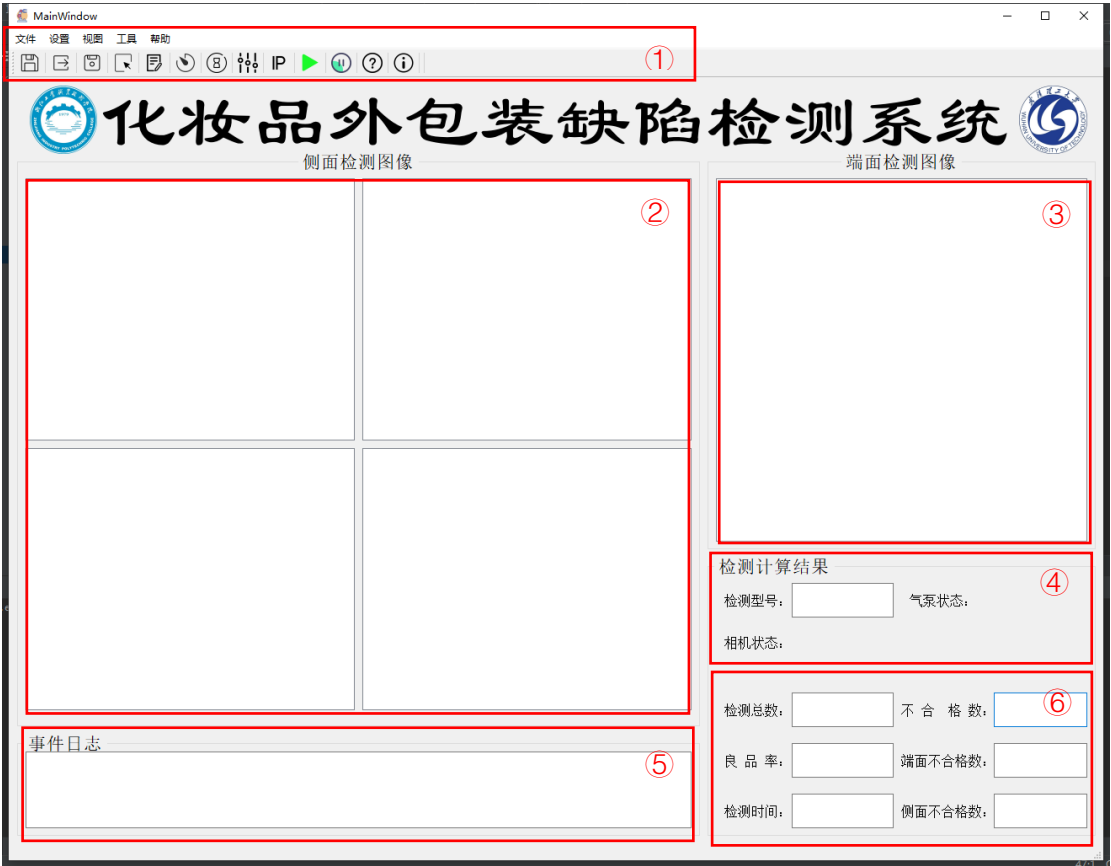 MainWindow
文件 设置 视图 工具 帮助
IP ①
化妆品外包装缺陷检测系统
侧面检测图像 端面检测图像
② ③
检测计算结果 ④
检测型号: 气泵状态:
相机状态:
检测总数: 不 合 格 数: ⑥
事件日志
良 品 率: 端面不合格数:
⑤
检测时间: 侧面不合格数: